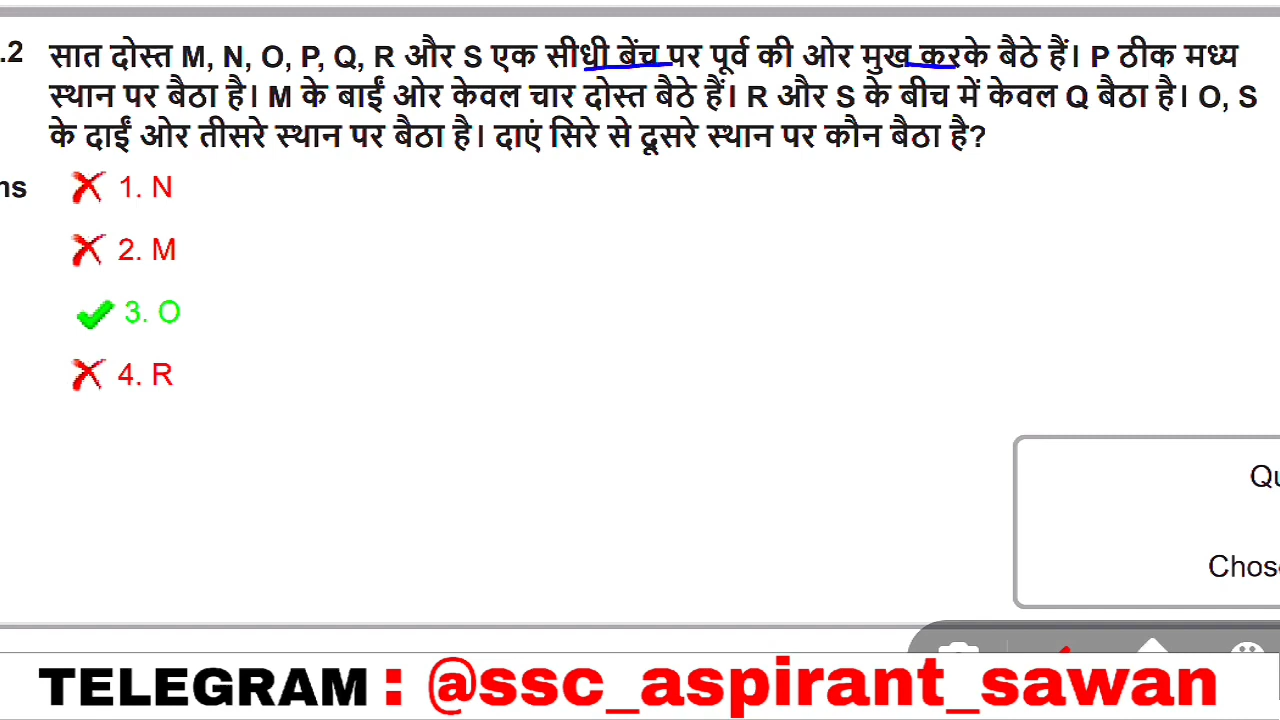 .2 सात दोस्त M, N, O, P, Q, R और S एक सीधी बेंच पर पूर्व की ओर मुख करके बैठे हैं। P ठीक मध्य
स्थान पर बैठा है। M के बाईं ओर केवल चार दोस्त बैठे हैं। R और S के बीच में केवल Q बैठा है। O, S
के दाईं ओर तीसरे स्थान पर बैठा है। दाएं सिरे से दूसरे स्थान पर कौन बैठा है?
ns 1. N
2. M
3. O
4. R
Qu
Chose
TELEGRAM : @ssc_aspirant_sawan